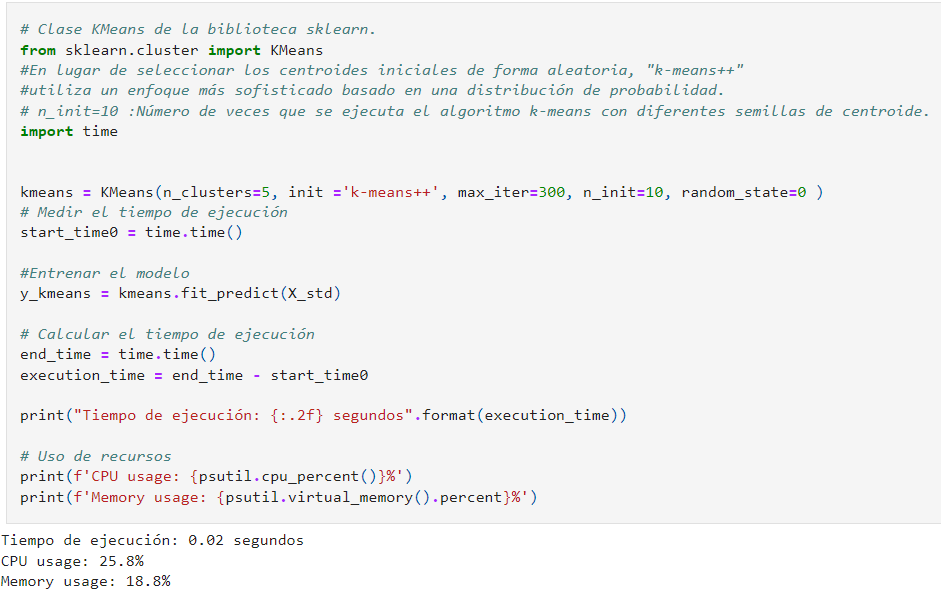 # Clase KMeans de la biblioteca sklearn.
from sklearn.cluster import KMeans
#En lugar de seleccionar los centroides iniciales de forma aleatoria, "k-means++"
#utiliza un enfoque más sofisticado basado en una distribución de probabilidad.
# n_init=10 :Número de veces que se ejecuta el algoritmo k-means con diferentes semillas de centroide.
import time
kmeans = KMeans(n_clusters=5, init ='k-means++', max_iter=300, n_init=10, random_state=0 )
# Medir el tiempo de ejecución
start_time0 = time.time()
#Entrenar el modelo
y_kmeans = kmeans.fit_predict(X_std)
# Calcular el tiempo de ejecución
end_time = time.time()
execution_time = end_time - start_time0
print("Tiempo de ejecución: {:.2f} segundos".format(execution_time))
# Uso de recursos
print(f'CPU usage: {psutil.cpu_percent()}%')
print(f'Memory usage: {psutil.virtual_memory().percent}%')
Tiempo de ejecución: 0.02 segundos
CPU usage: 25.8%
Memory usage: 18.8%